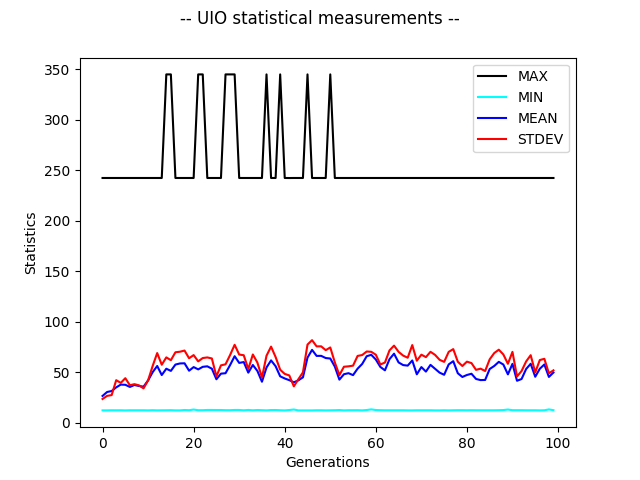 -- UIO statistical measurements --
350
300
250
200
150
100
50
0
Statistics
MAX
MIN
MEAN
STDEV
0 20 40 60 80 100
Generations